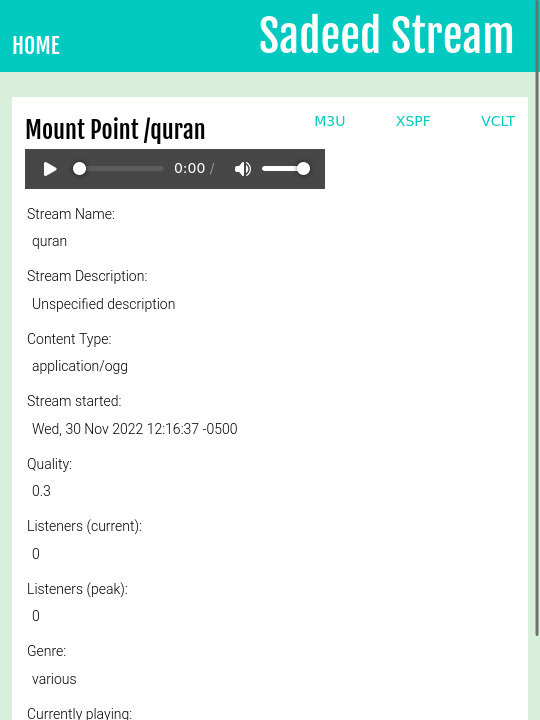 HOME
Sadeed Stream
Mount Point /quran
M3U
XSPF
VCLT
0:00 /
Stream Name:
quran
Stream Description:
Unspecified description
Content Type:
application/ogg
Stream started:
Wed, 30 Nov 2022 12:16:37 -0500
Quality:
0.3
Listeners (current):
0
Listeners (peak):
0
Genre:
various
Currently playing: